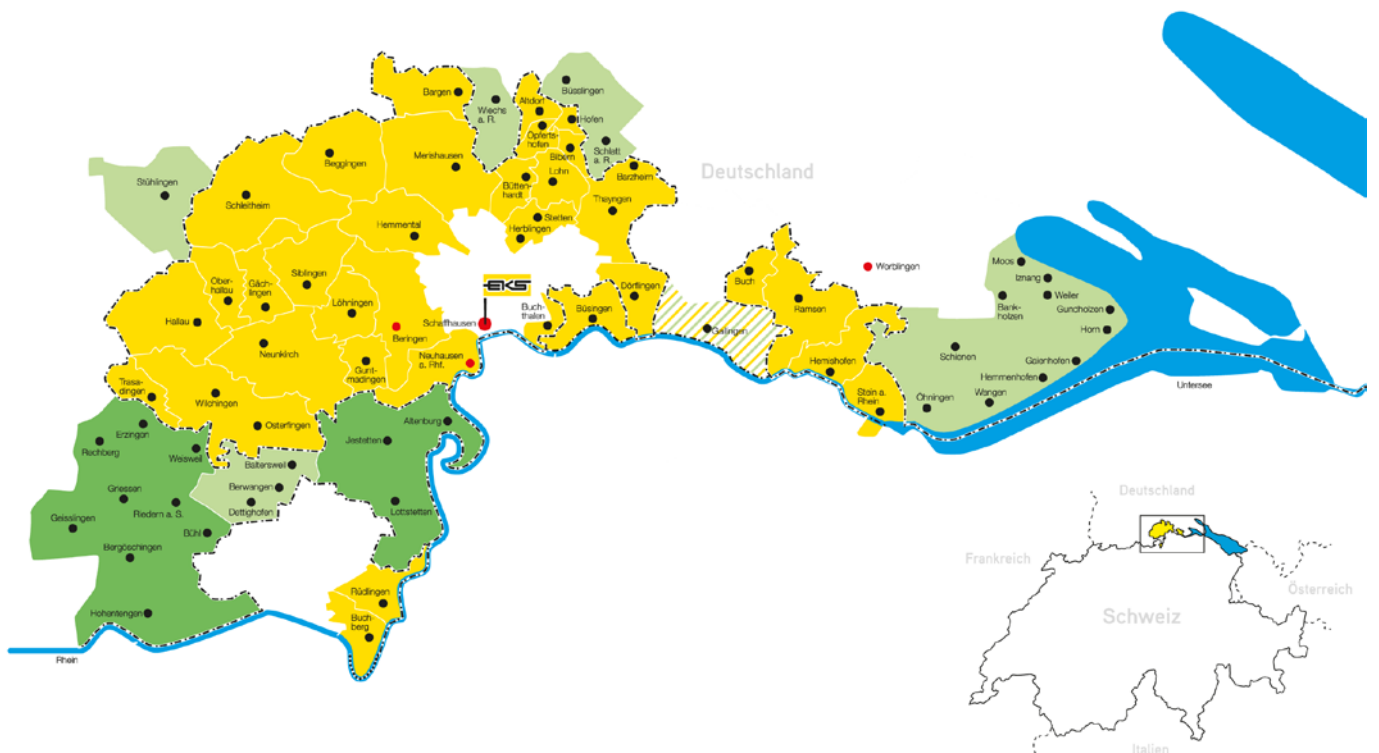 Bargen
Wiechs
a. R.
Büsslingen
Altdorf
Hofen
Opferts-
hofen
Bibern
Schlatt
a. R.
Beggingen
Merishausen
Lohn
Barzheim
Deutschland
Stühlingen
Schleitheim
Bütten-
hardt
Thayngen
Hemmental
Stetten
Herblingen
Ober-
hallau
Gäch-
lingen
Siblingen
Löhningen
EKS
Buch
Worblingen
Moos
Iznang
Weiler
Bank-
holzen
Gundholzen
Horn
Hallau
Neunkirch
Beringen
Schaffhausen
Buch-
thalen
Büsingen
Dörflingen
Gailingen
Ramsen
Schienen
Gaienhofen
Hemmenhofen
Wangen
Öhningen
Untersee
Hemishofen
Stein a.
Rhein
Neuhausen
a. Rhf.
Gunt-
madingen
Trasa-
dingen
Wilchingen
Osterfingen
Altenburg
Jestetten
Erzingen
Rechberg
Weisweil
Baltersweil
Berwangen
Dettighofen
Griessen
Riedern a. S.
Geisslingen
Bühl
Lottstetten
Bergöschingen
Hohentengen
Rüdlingen
Buch-
berg
Rhein
Deutschland
Frankreich
Österreich
Schweiz
Italien